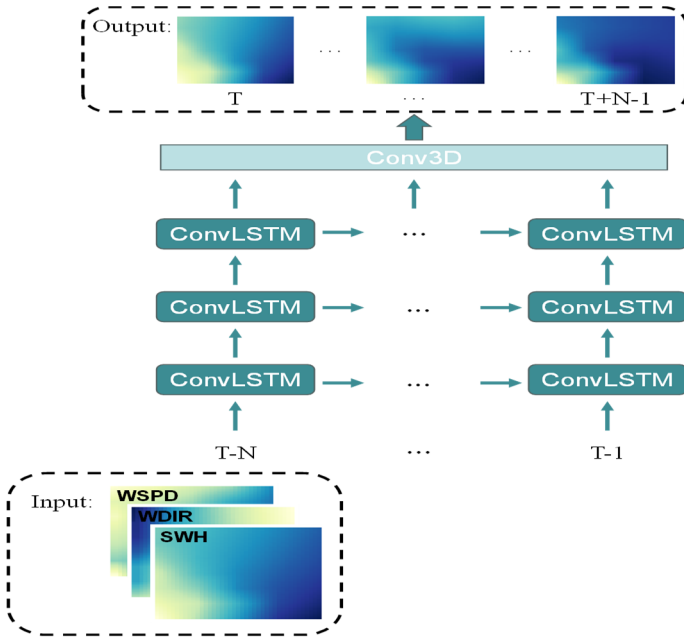 Output:
... ...
T ... T+N-1
Conv3D
ConvLSTM ... ConvLSTM
ConvLSTM ... ConvLSTM
ConvLSTM ... ConvLSTM
T-N ... T-1
Input:
WSPD
WDIR
SWH